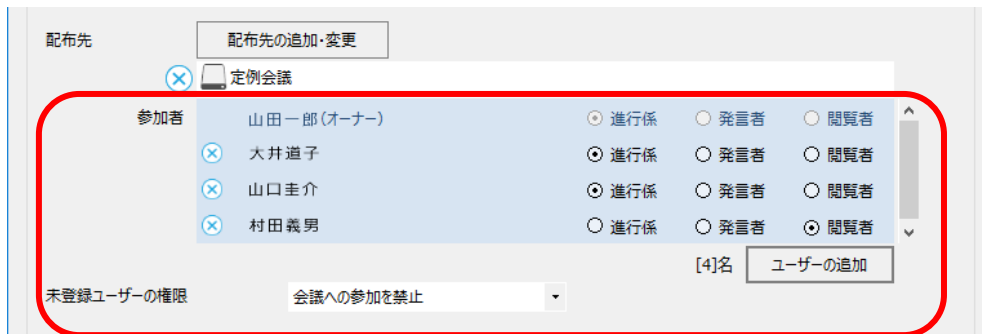 配布先 配布先の追加・変更
定例会議
参加者 山田一郎(オーナー) 進行係 発言者 閲覧者
大井道子 進行係 発言者 閲覧者
山口圭介 進行係 発言者 閲覧者
村田義男 進行係 発言者 閲覧者
[4]名 ユーザーの追加
未登録ユーザーの権限 会議への参加を禁止